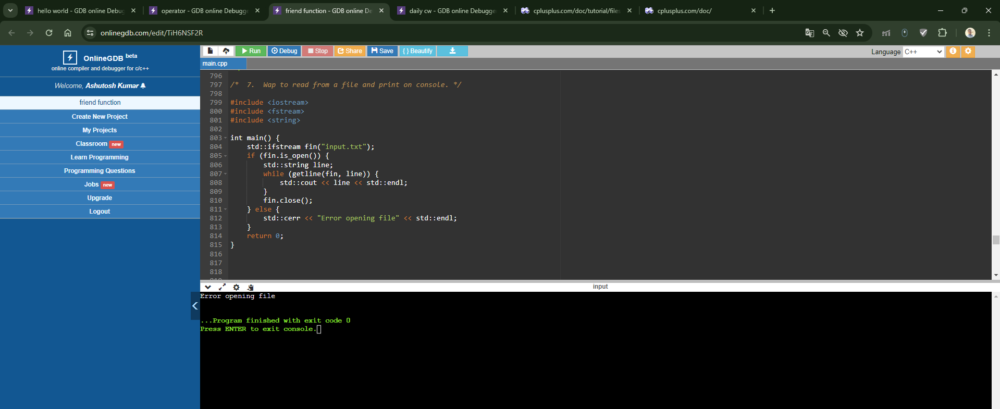 hello world - GDB online Debug
operator - GDB online Debugge
friend function - GDB online De
daily cw - GDB online Debugge
cplusplus.com/doc/tutorial/files
cplusplus.com/doc/
onlinegdb.com/edit/TiH6NSF2R
OnlineGDB beta
online compiler and debugger for c/c++
Welcome, Ashutosh Kumar
friend function
Create New Project
My Projects
Classroom new
Learn Programming
Programming Questions
Jobs new
Upgrade
Logout
Run Debug Stop Share Save { } Beautify
Language C++
main.cpp
796
797 /*  7.  Wap to read from a file and print on console. */
798
799 #include <iostream>
800 #include <fstream>
801 #include <string>
802
803 int main() {
804     std::ifstream fin("input.txt");
805     if (fin.is_open()) {
806         std::string line;
807         while (getline(fin, line)) {
808             std::cout << line << std::endl;
809         }
810         fin.close();
811     } else {
812         std::cerr << "Error opening file" << std::endl;
813     }
814     return 0;
815 }
816
817
818
input
Error opening file
...Program finished with exit code 0
Press ENTER to exit console.